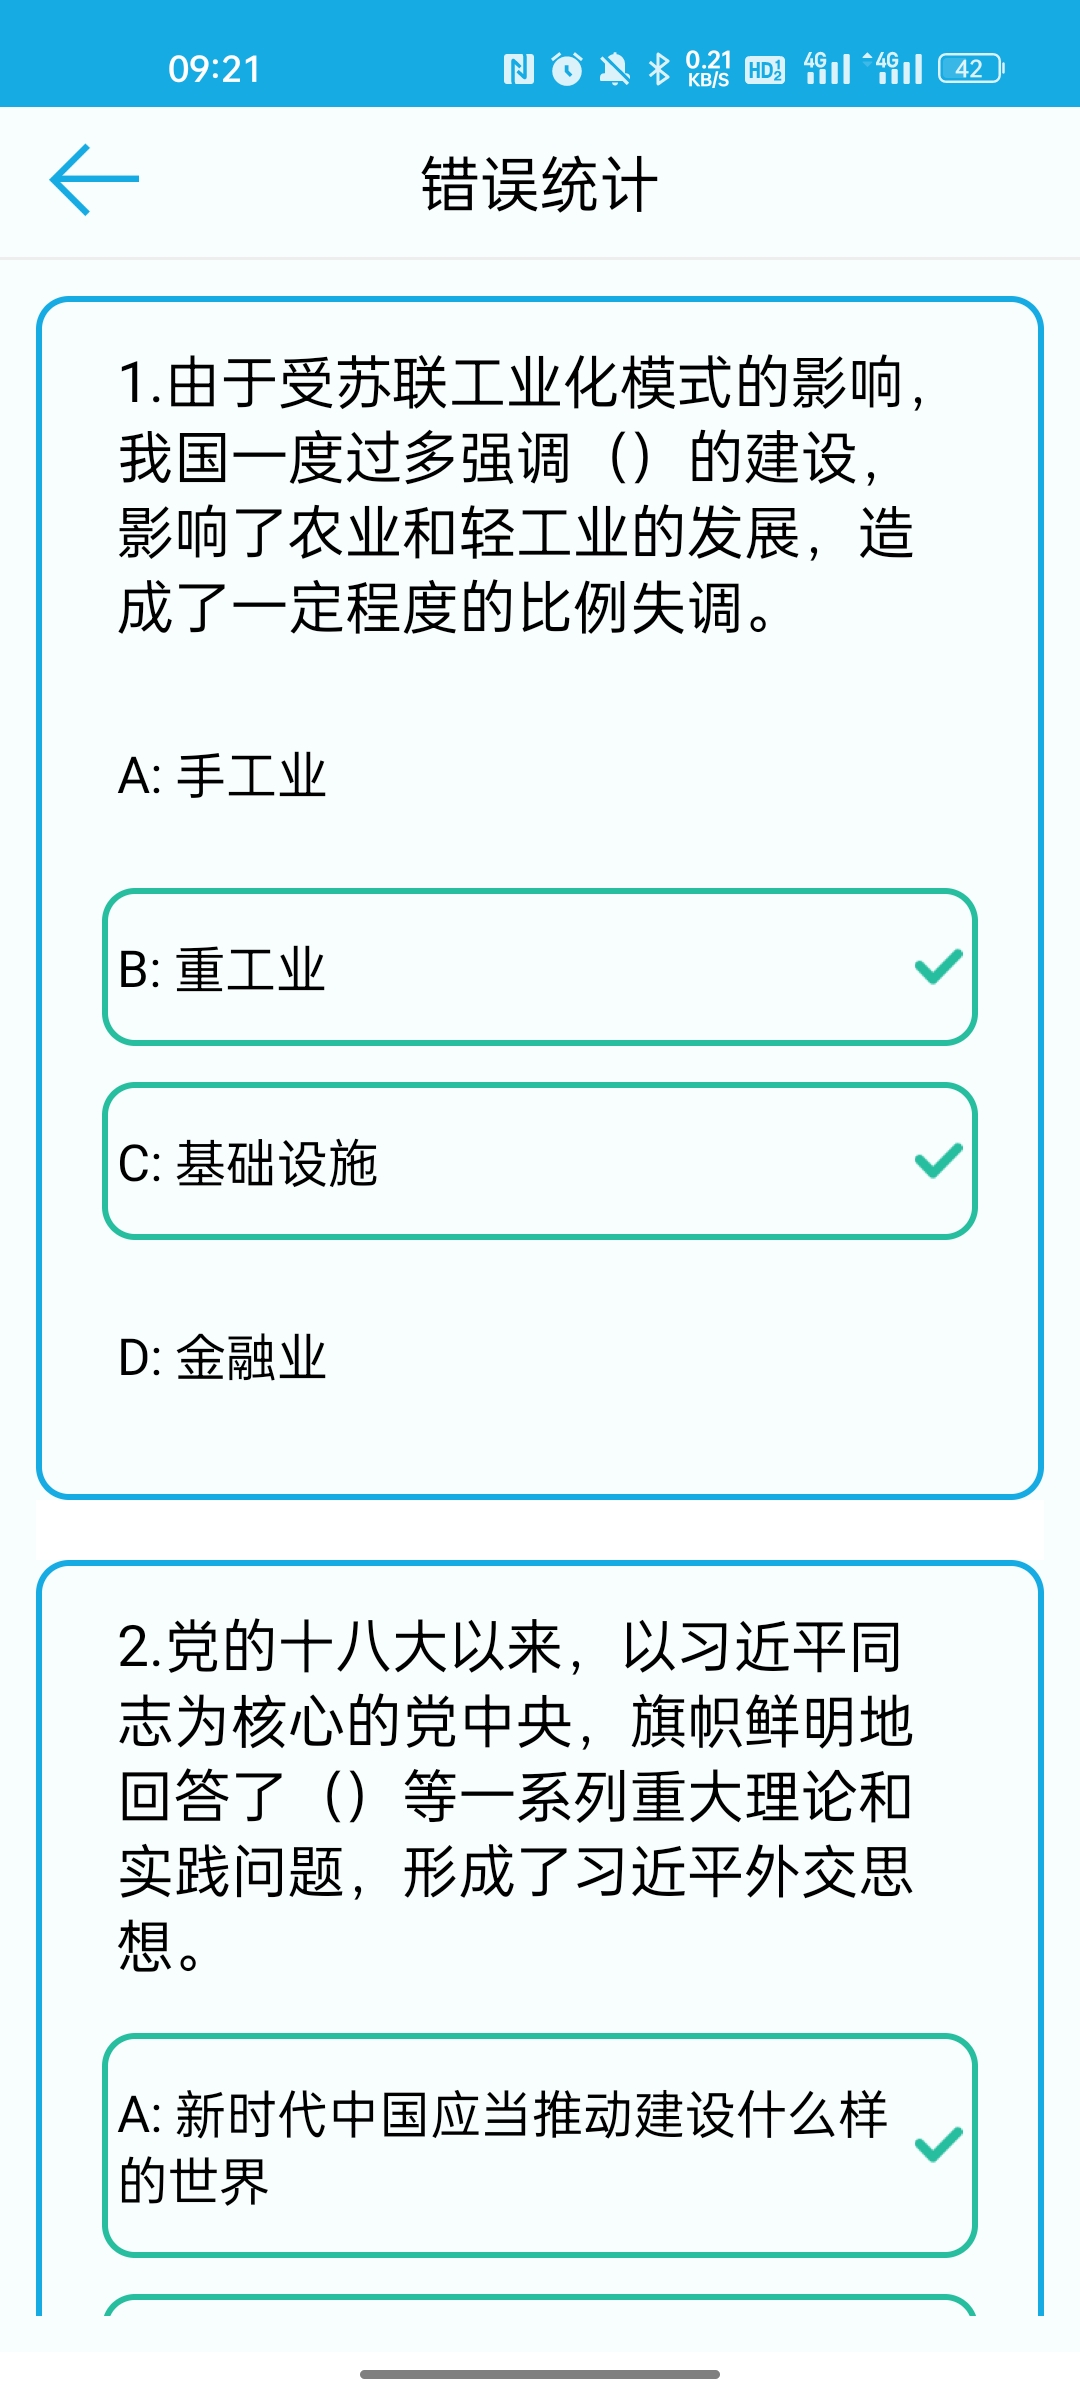 09:21
0.21
KB/S
HD 1 2
4G
4G
42
错误统计
1.由于受苏联工业化模式的影响，
我国一度过多强调（）的建设，
影响了农业和轻工业的发展，造
成了一定程度的比例失调。
A: 手工业
B: 重工业
C: 基础设施
D: 金融业
2.党的十八大以来，以习近平同
志为核心的党中央，旗帜鲜明地
回答了（）等一系列重大理论和
实践问题，形成了习近平外交思
想。
A: 新时代中国应当推动建设什么样
的世界